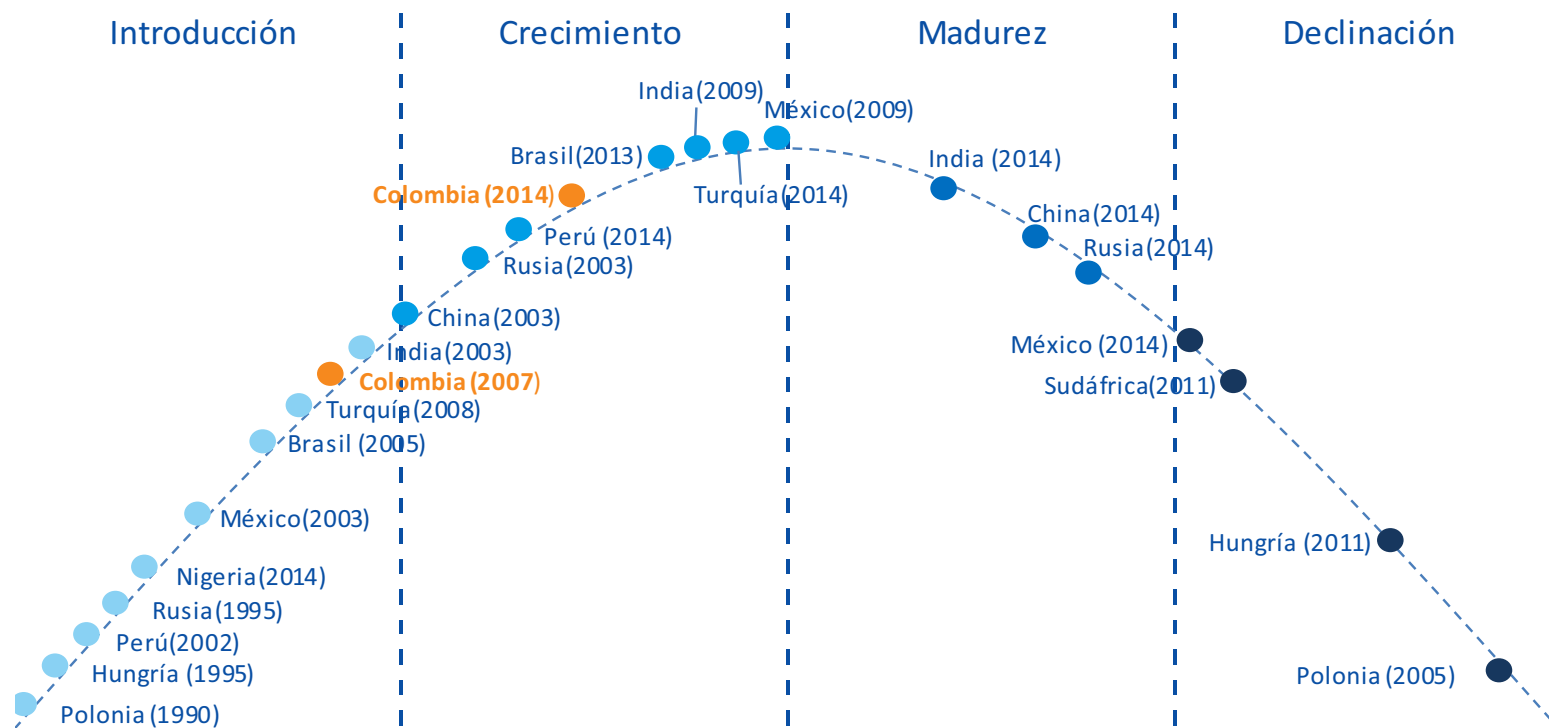 Introducción
Crecimiento
Madurez
Declinación
India(2009)
México(2009)
Brasil(2013)
India (2014)
Colombia (2014)
Turquía(2014)
China(2014)
Perú (2014)
Rusia(2014)
Rusia(2003)
China(2003)
México (2014)
India(2003)
Colombia (2007)
Sudáfrica(2011)
Turquía(2008)
Brasil (2005)
México(2003)
Hungría (2011)
Nigeria(2014)
Rusia(1995)
Perú(2002)
Hungría (1995)
Polonia (2005)
Polonia (1990)